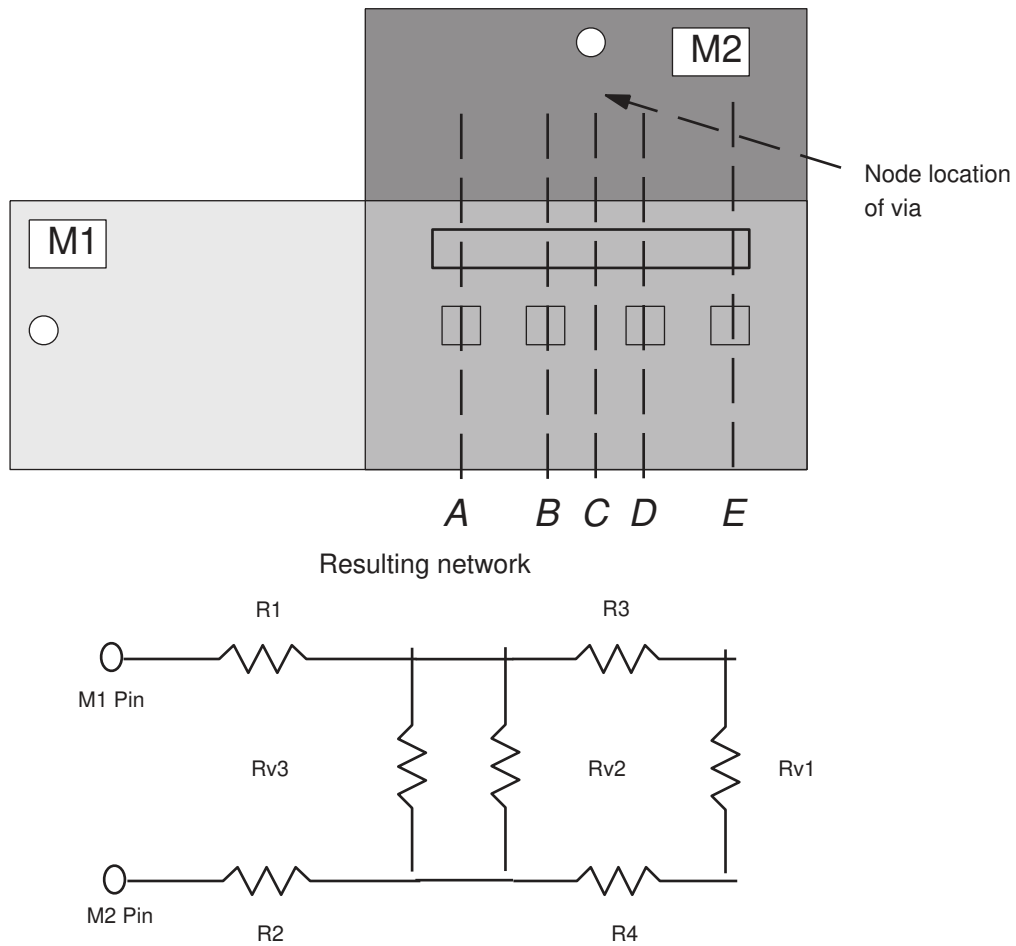 M2
Node location
of via
M1
A B C D E
Resulting network
R1 R3
M1 Pin
Rv3 Rv2 Rv1
M2 Pin
R2 R4